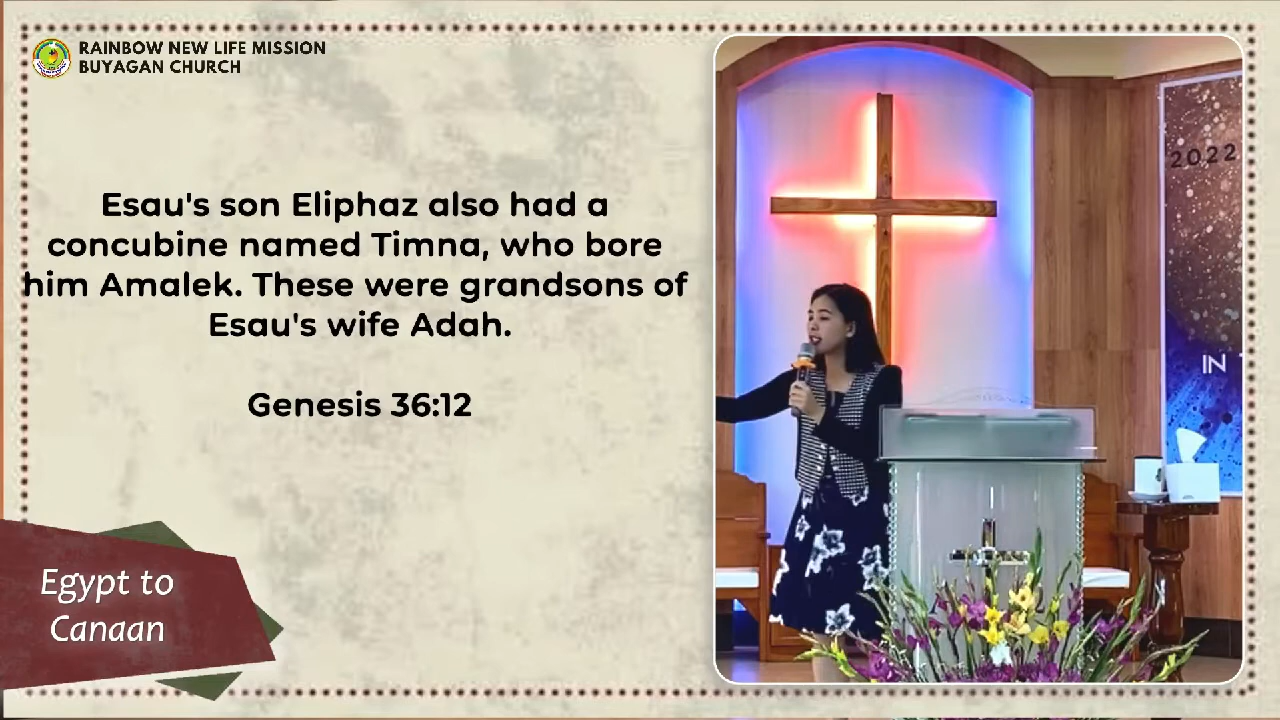 RAINBOW NEW LIFE MISSION
BUYAGAN CHURCH
Esau's son Eliphaz also had a
concubine named Timna, who bore
him Amalek. These were grandsons of
Esau's wife Adah.
Genesis 36:12
Egypt to
Canaan
2022
IN